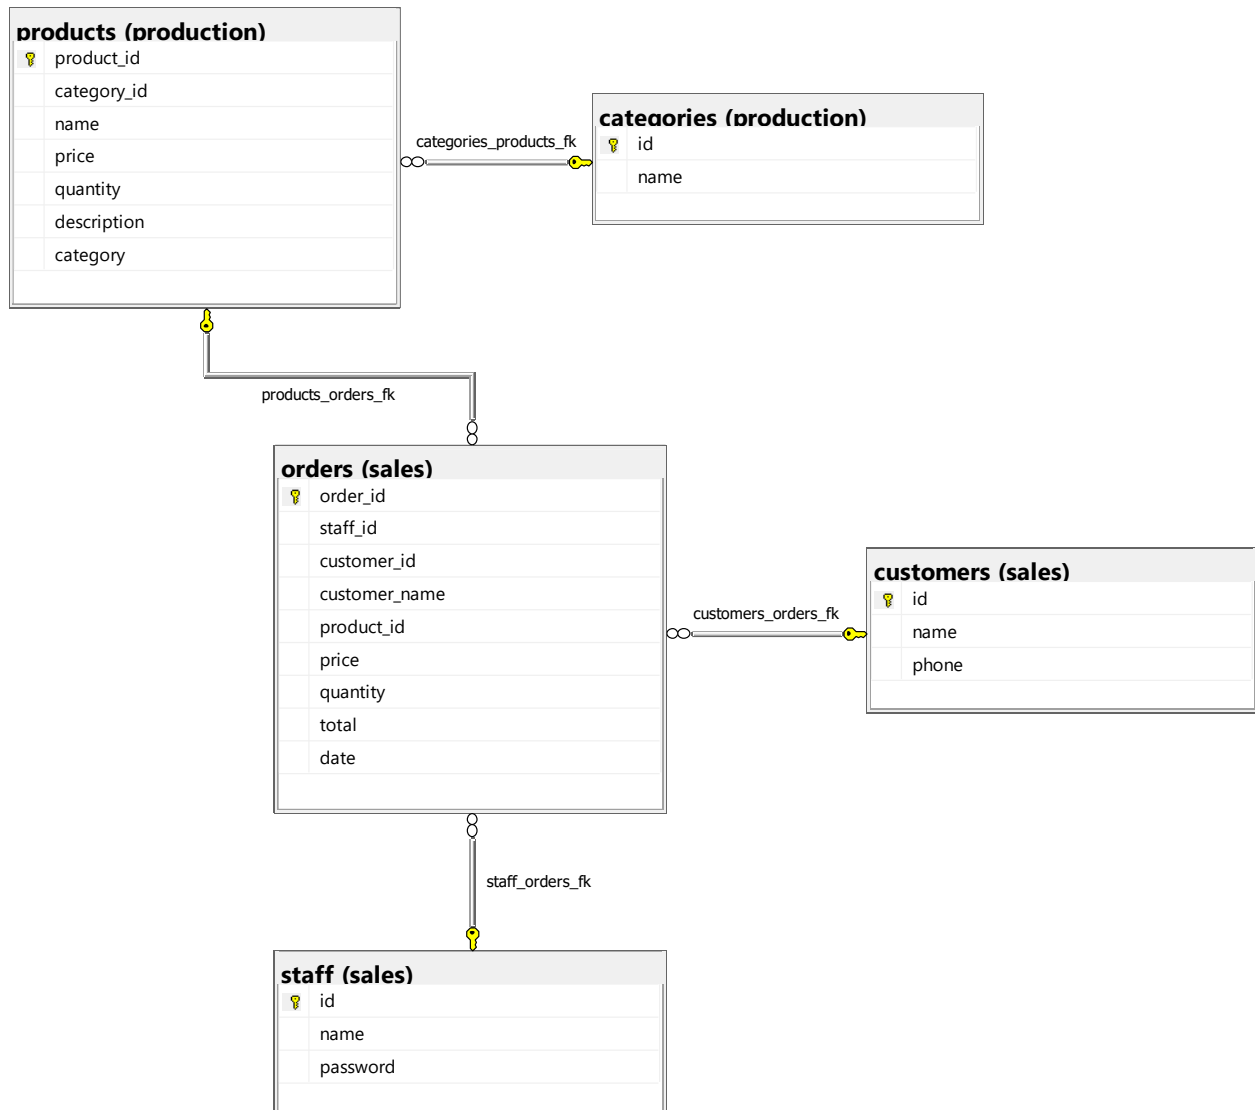 products (production)
product_id
category_id
name
price
quantity
description
category
categories_products_fk
categories (production)
id
name
products_orders_fk
orders (sales)
order_id
staff_id
customer_id
customer_name
product_id
price
quantity
total
date
customers_orders_fk
customers (sales)
id
name
phone
staff_orders_fk
staff (sales)
id
name
password